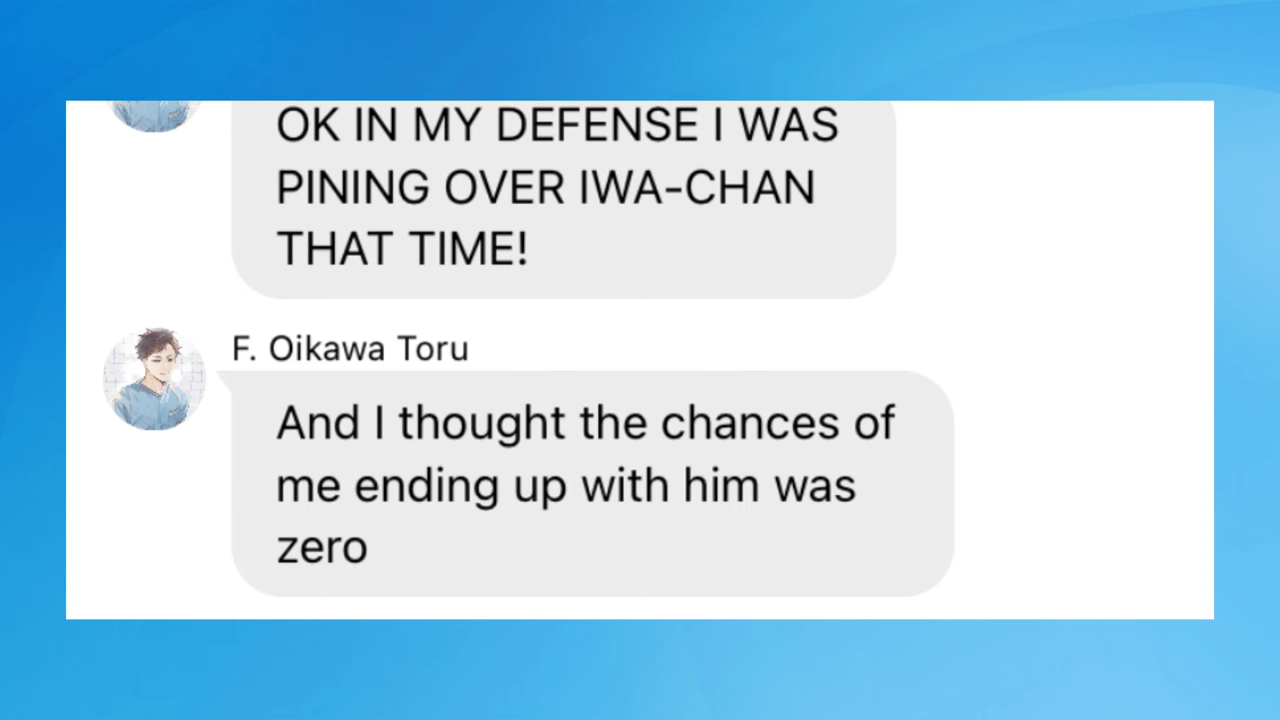 OK IN MY DEFENSE I WAS
PINING OVER IWA-CHAN
THAT TIME!
F. Oikawa Toru
And I thought the chances of
me ending up with him was
zero